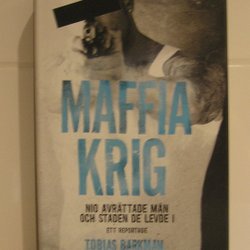 MAFFIA
KRIG
NIO AVRÄTTADE MÄN
OCH STADEN DE LEVDE I
ETT REPORTAGE
TOBIAS BARKMAN